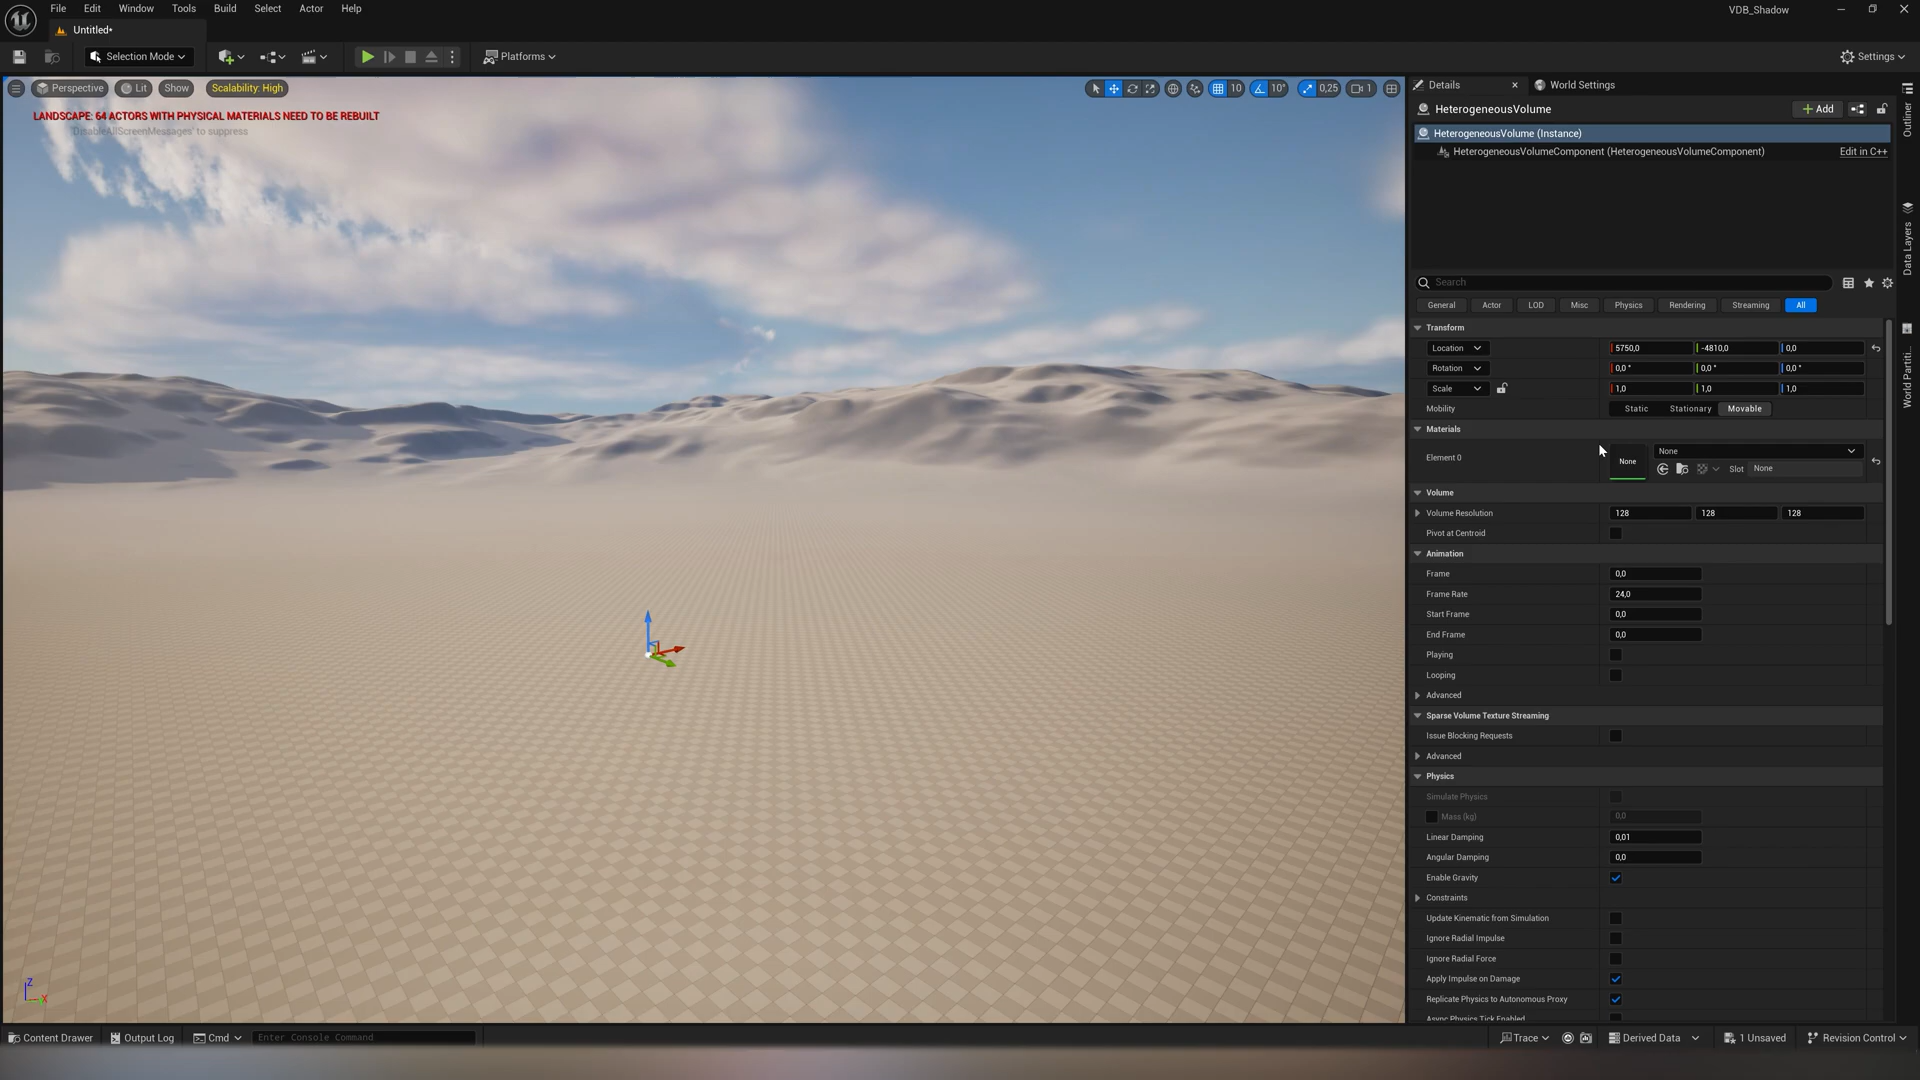 File Edit Window Tools Build Select Actor Help
VDB_Shadow
Untitled*
Selection Mode
Platforms
Settings
Perspective Lit Show Scalability: High
10 10° 0,25 1
LANDSCAPE: 64 ACTORS WITH PHYSICAL MATERIALS NEED TO BE REBUILT
'DisableAllScreenMessages' to suppress
Details World Settings
HeterogeneousVolume
Add
HeterogeneousVolume (Instance)
HeterogeneousVolumeComponent (HeterogeneousVolumeComponent) Edit in C++
Search
General Actor LOD Misc Physics Rendering Streaming All
Transform
Location 5750,0 -4810,0 0,0
Rotation 0,0 ° 0,0 ° 0,0 °
Scale 1,0 1,0 1,0
Mobility Static Stationary Movable
Materials
Element 0 None None
Slot None
Volume
Volume Resolution 128 128 128
Pivot at Centroid
Animation
Frame 0,0
Frame Rate 24,0
Start Frame 0,0
End Frame 0,0
Playing
Looping
Advanced
Sparse Volume Texture Streaming
Issue Blocking Requests
Advanced
Physics
Simulate Physics
Mass (kg) 0,0
Linear Damping 0,01
Angular Damping 0,0
Enable Gravity
Constraints
Update Kinematic from Simulation
Ignore Radial Impulse
Ignore Radial Force
Apply Impulse on Damage
Replicate Physics to Autonomous Proxy
Async Physics Tick Enabled
Outliner
Data Layers
World Partiti...
Z
X
Content Drawer Output Log Cmd Enter Console Command
Trace Derived Data 1 Unsaved Revision Control